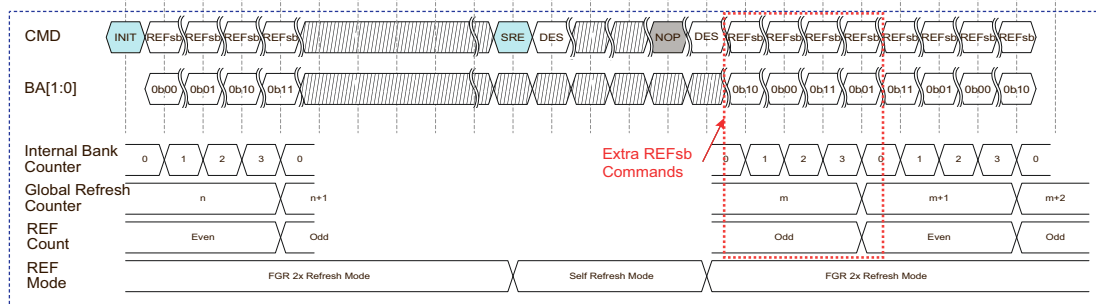 CMD INIT REFsb REFsb REFsb REFsb SRE DES NOP DES REFsb REFsb REFsb REFsb REFsb REFsb REFsb REFsb
BA[1:0] 0b00 0b01 0b10 0b11 0b10 0b00 0b11 0b01 0b11 0b01 0b00 0b10
Extra REFsb
Commands
Internal Bank
Counter 0 1 2 3 0 0 1 2 3 0 1 2 3 0
Global Refresh
Counter n n+1 m m+1 m+2
REF
Count Even Odd Odd Even Odd
REF
Mode FGR 2x Refresh Mode Self Refresh Mode FGR 2x Refresh Mode